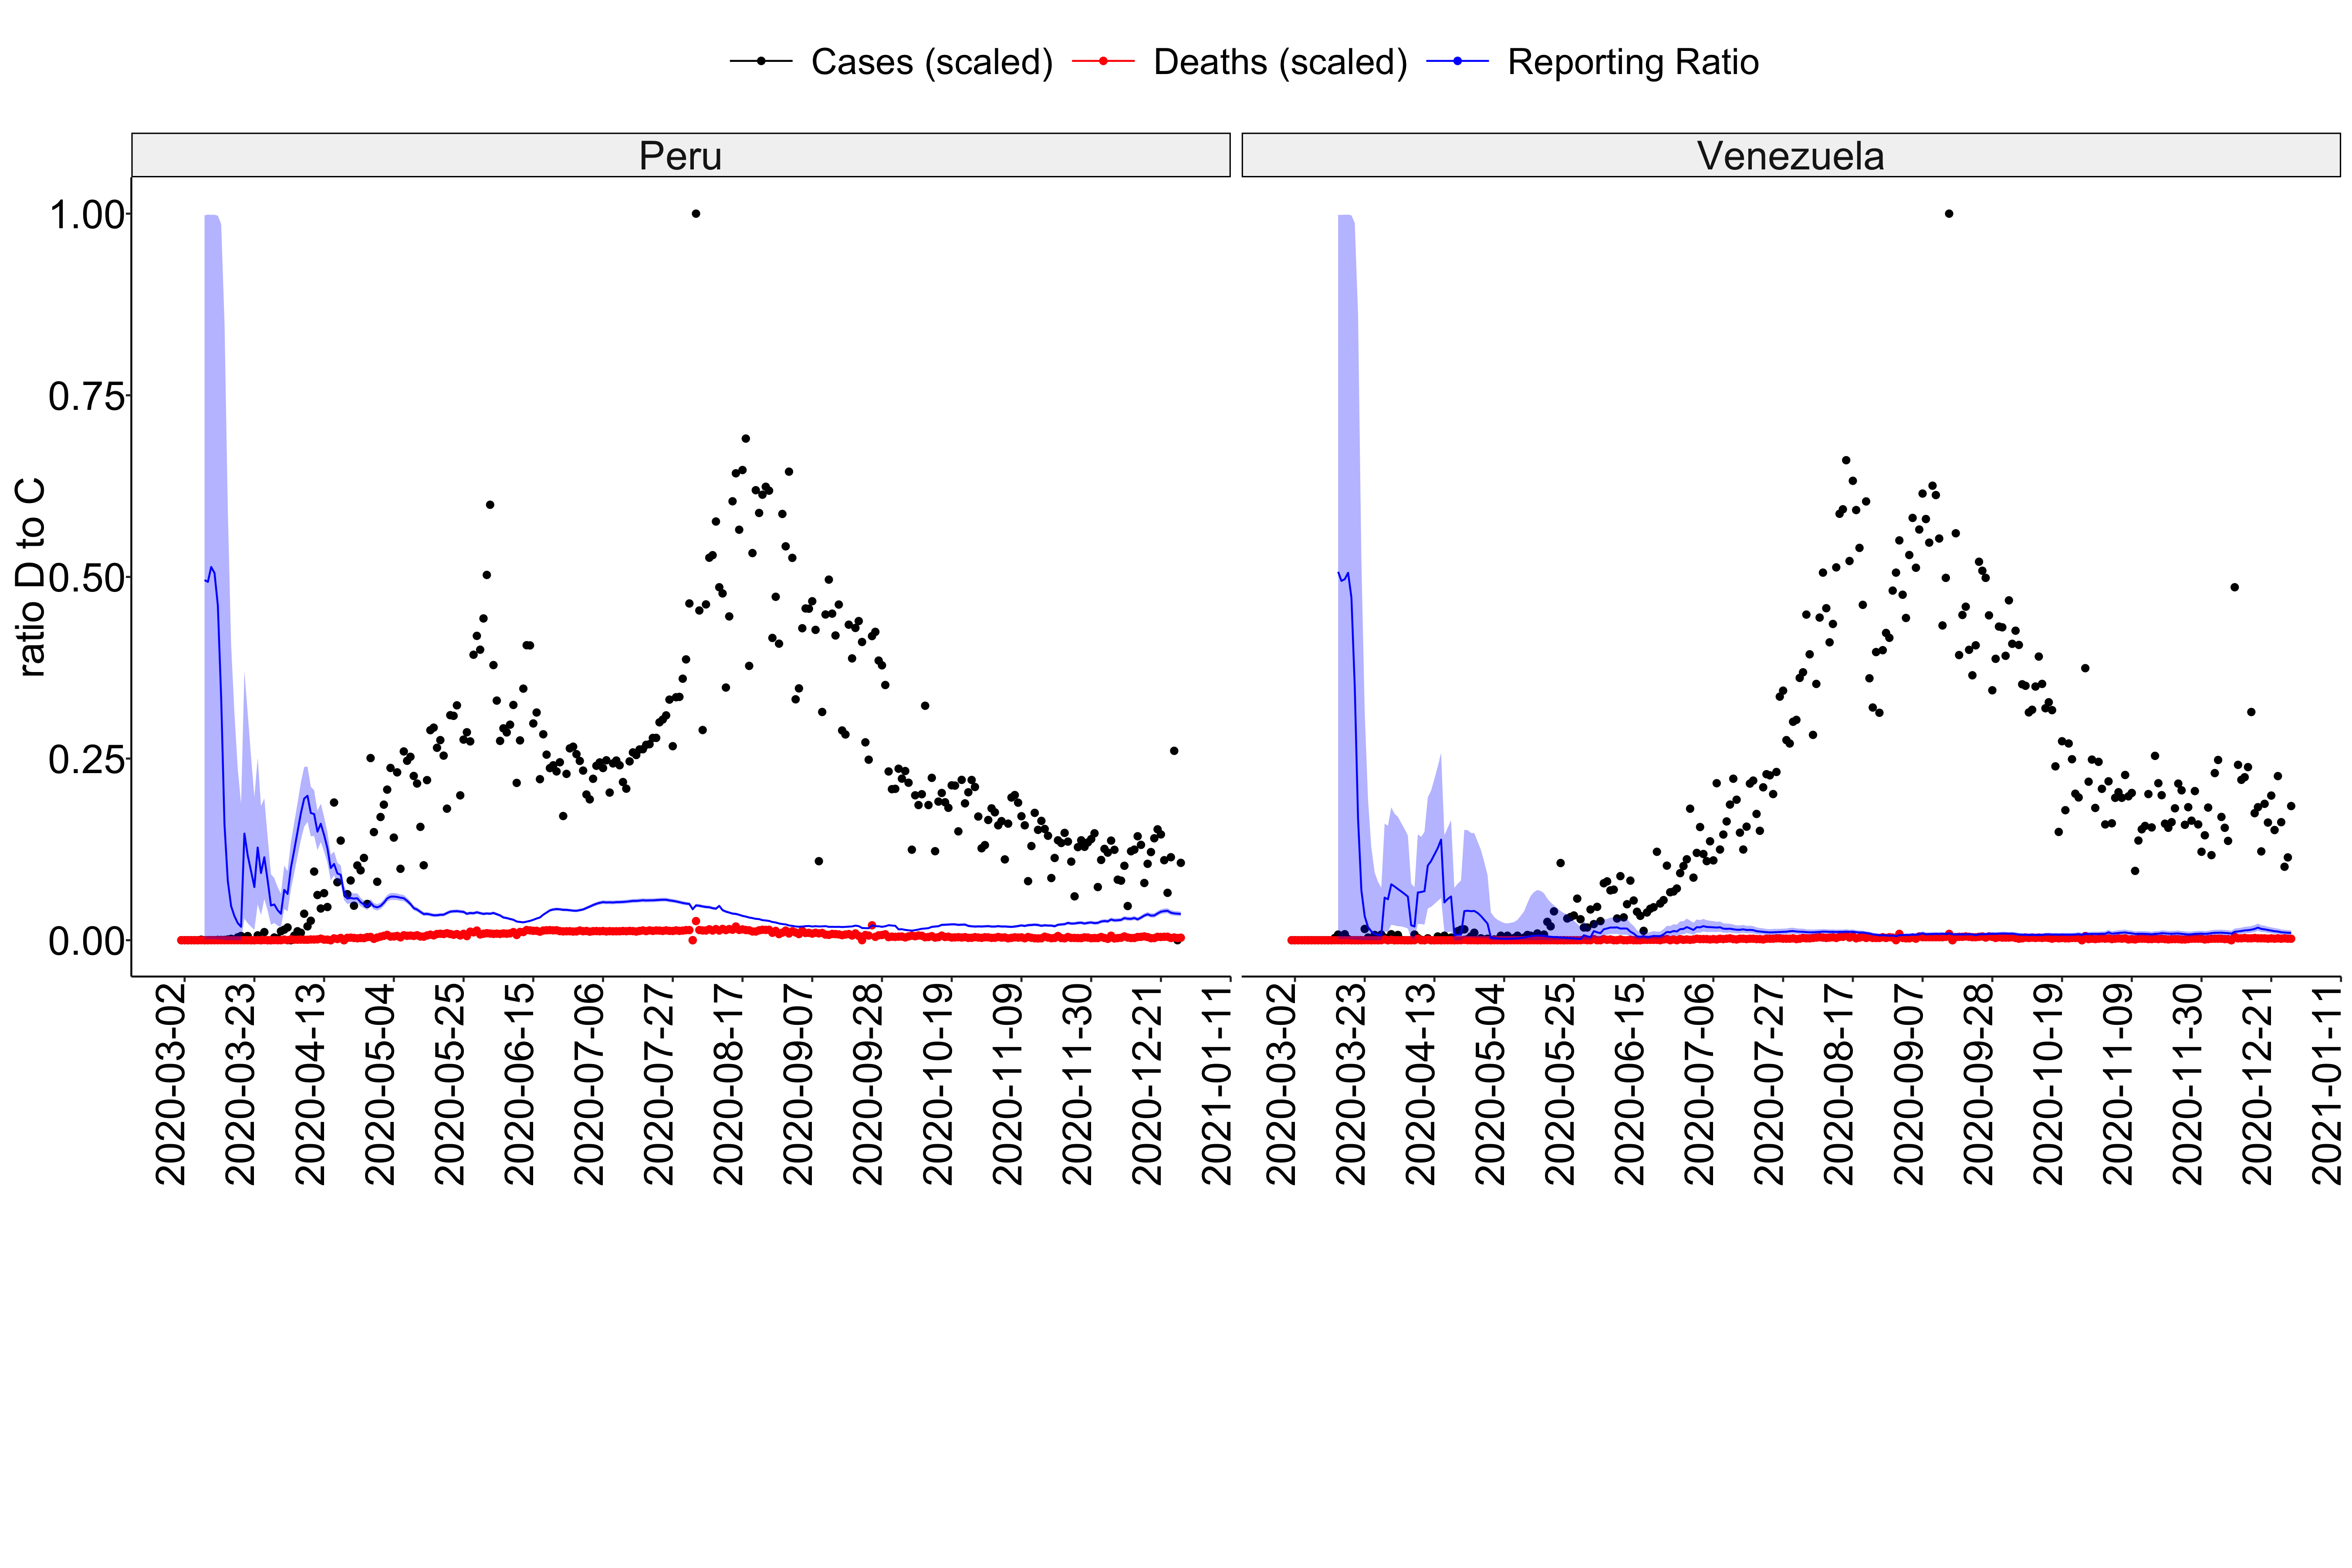 Cases (scaled) Deaths (scaled) Reporting Ratio
Peru Venezuela
ratio D to C
1.00
0.75
0.50
0.25
0.00
2020-03-02 2020-03-23 2020-04-13 2020-05-04 2020-05-25 2020-06-15 2020-07-06 2020-07-27 2020-08-17 2020-09-07 2020-09-28 2020-10-19 2020-11-09 2020-11-30 2020-12-21 2021-01-11
2020-03-02 2020-03-23 2020-04-13 2020-05-04 2020-05-25 2020-06-15 2020-07-06 2020-07-27 2020-08-17 2020-09-07 2020-09-28 2020-10-19 2020-11-09 2020-11-30 2020-12-21 2021-01-11